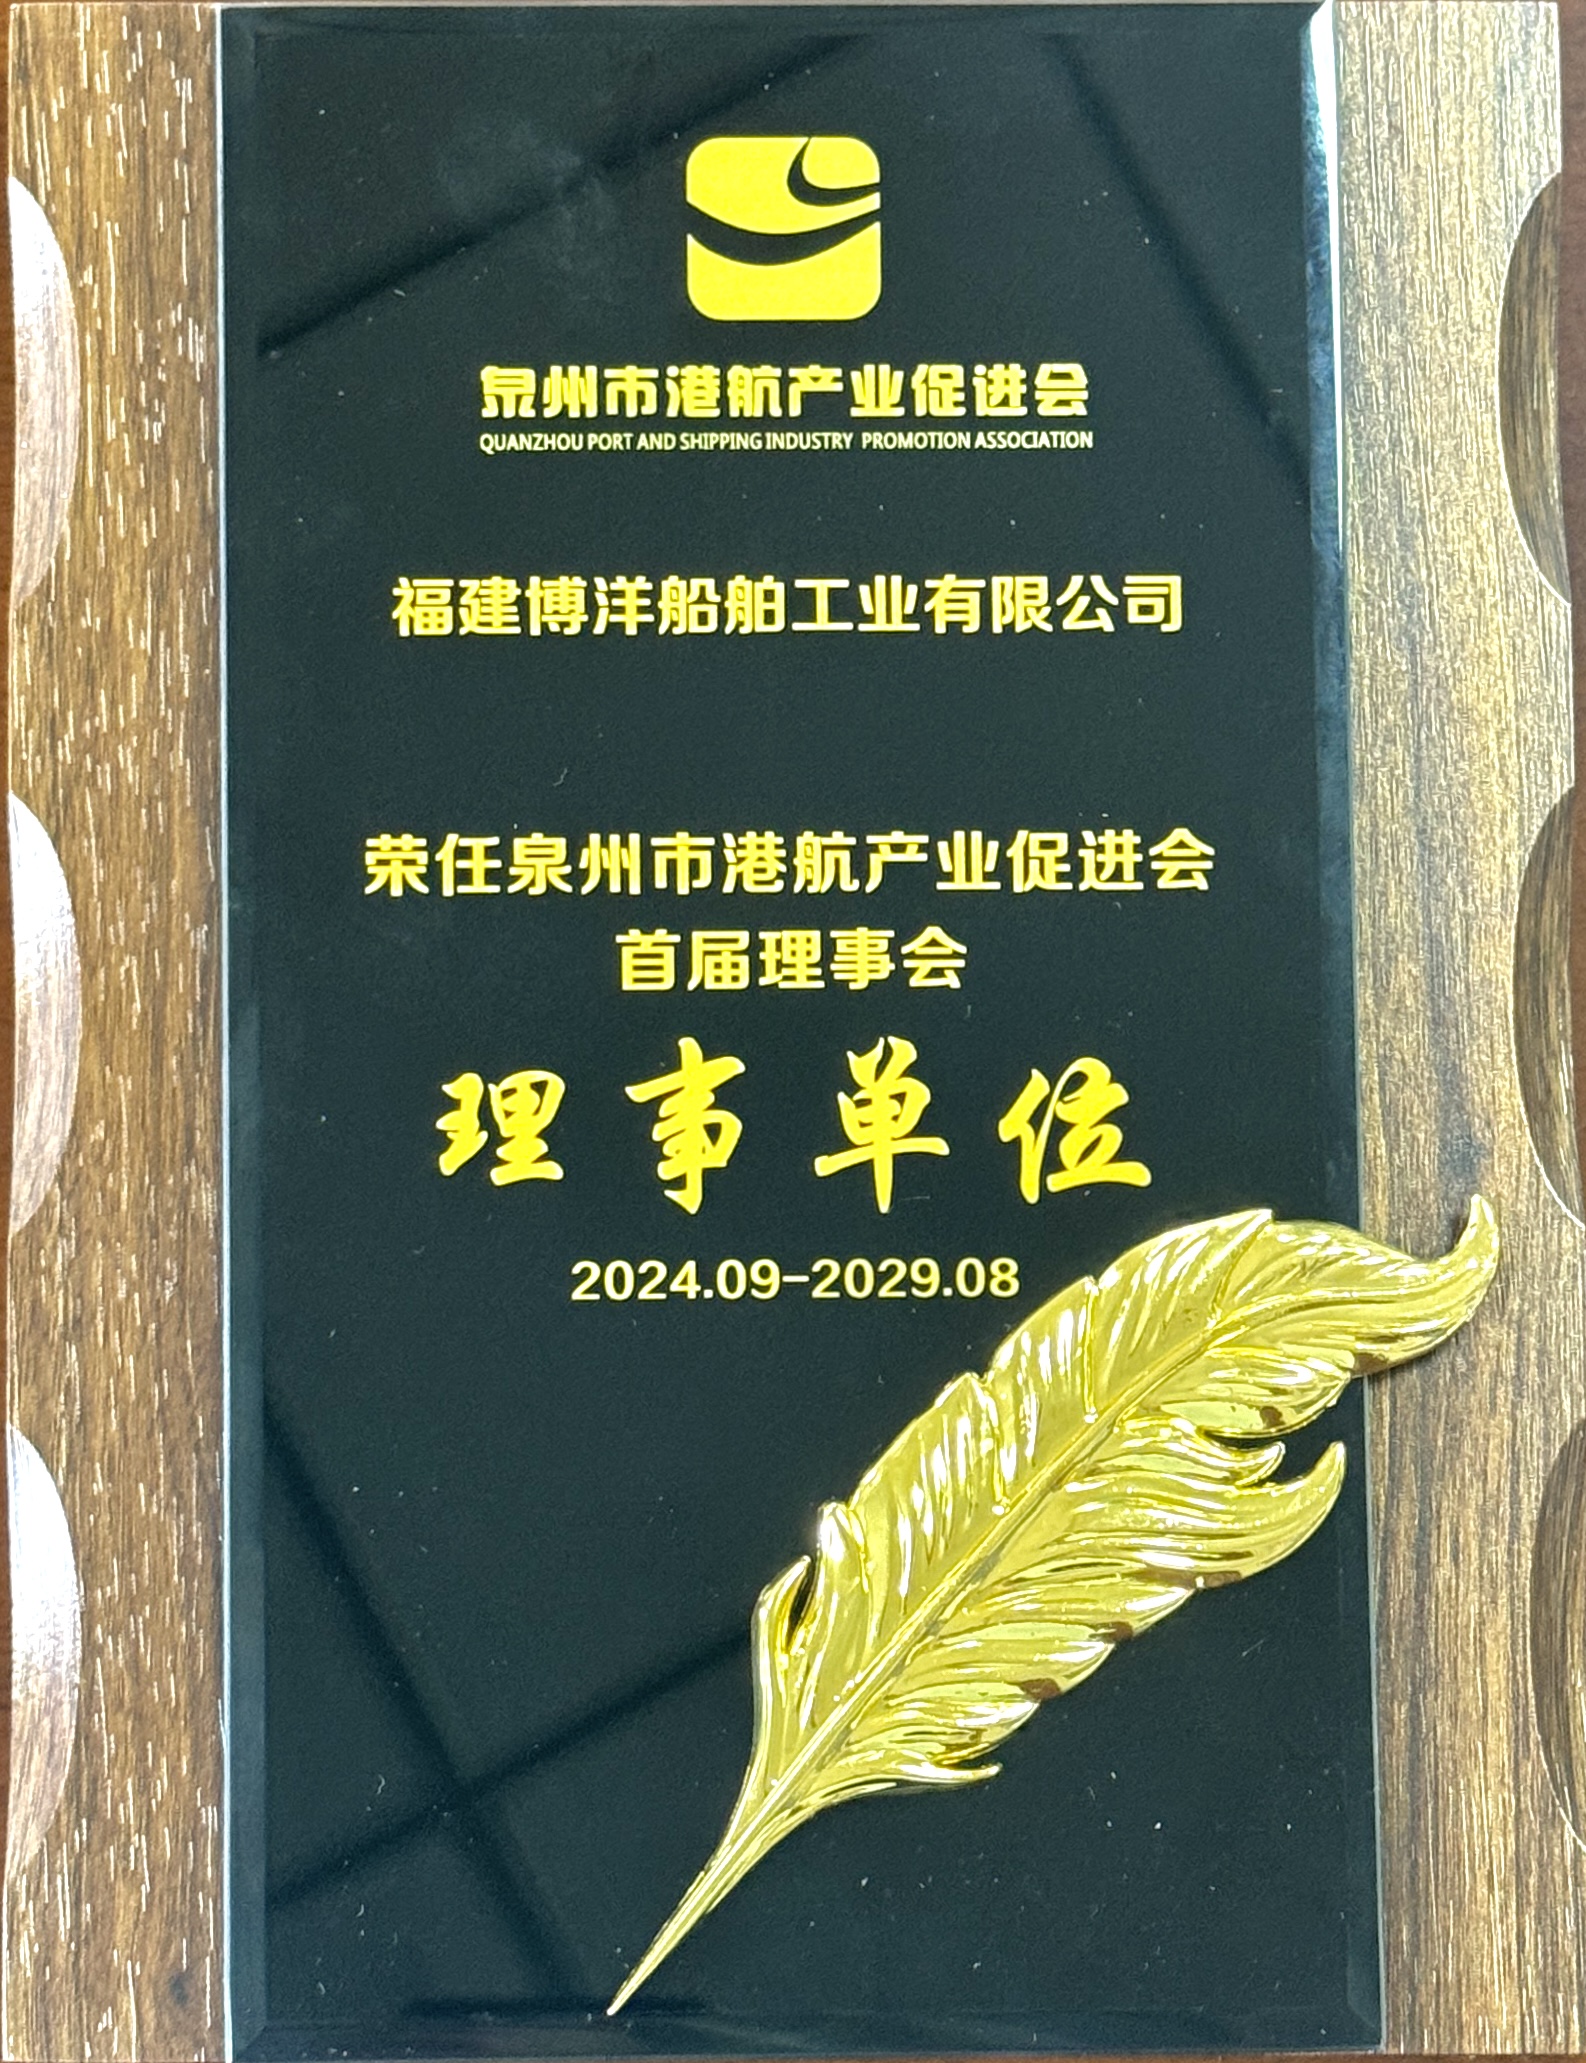 泉州市港航产业促进会
QUANZHOU PORT AND SHIPPING INDUSTRY PROMOTION ASSOCIATION
福建博洋船舶工业有限公司
荣任泉州市港航产业促进会
首届理事会
理事单位
2024.09-2029.08